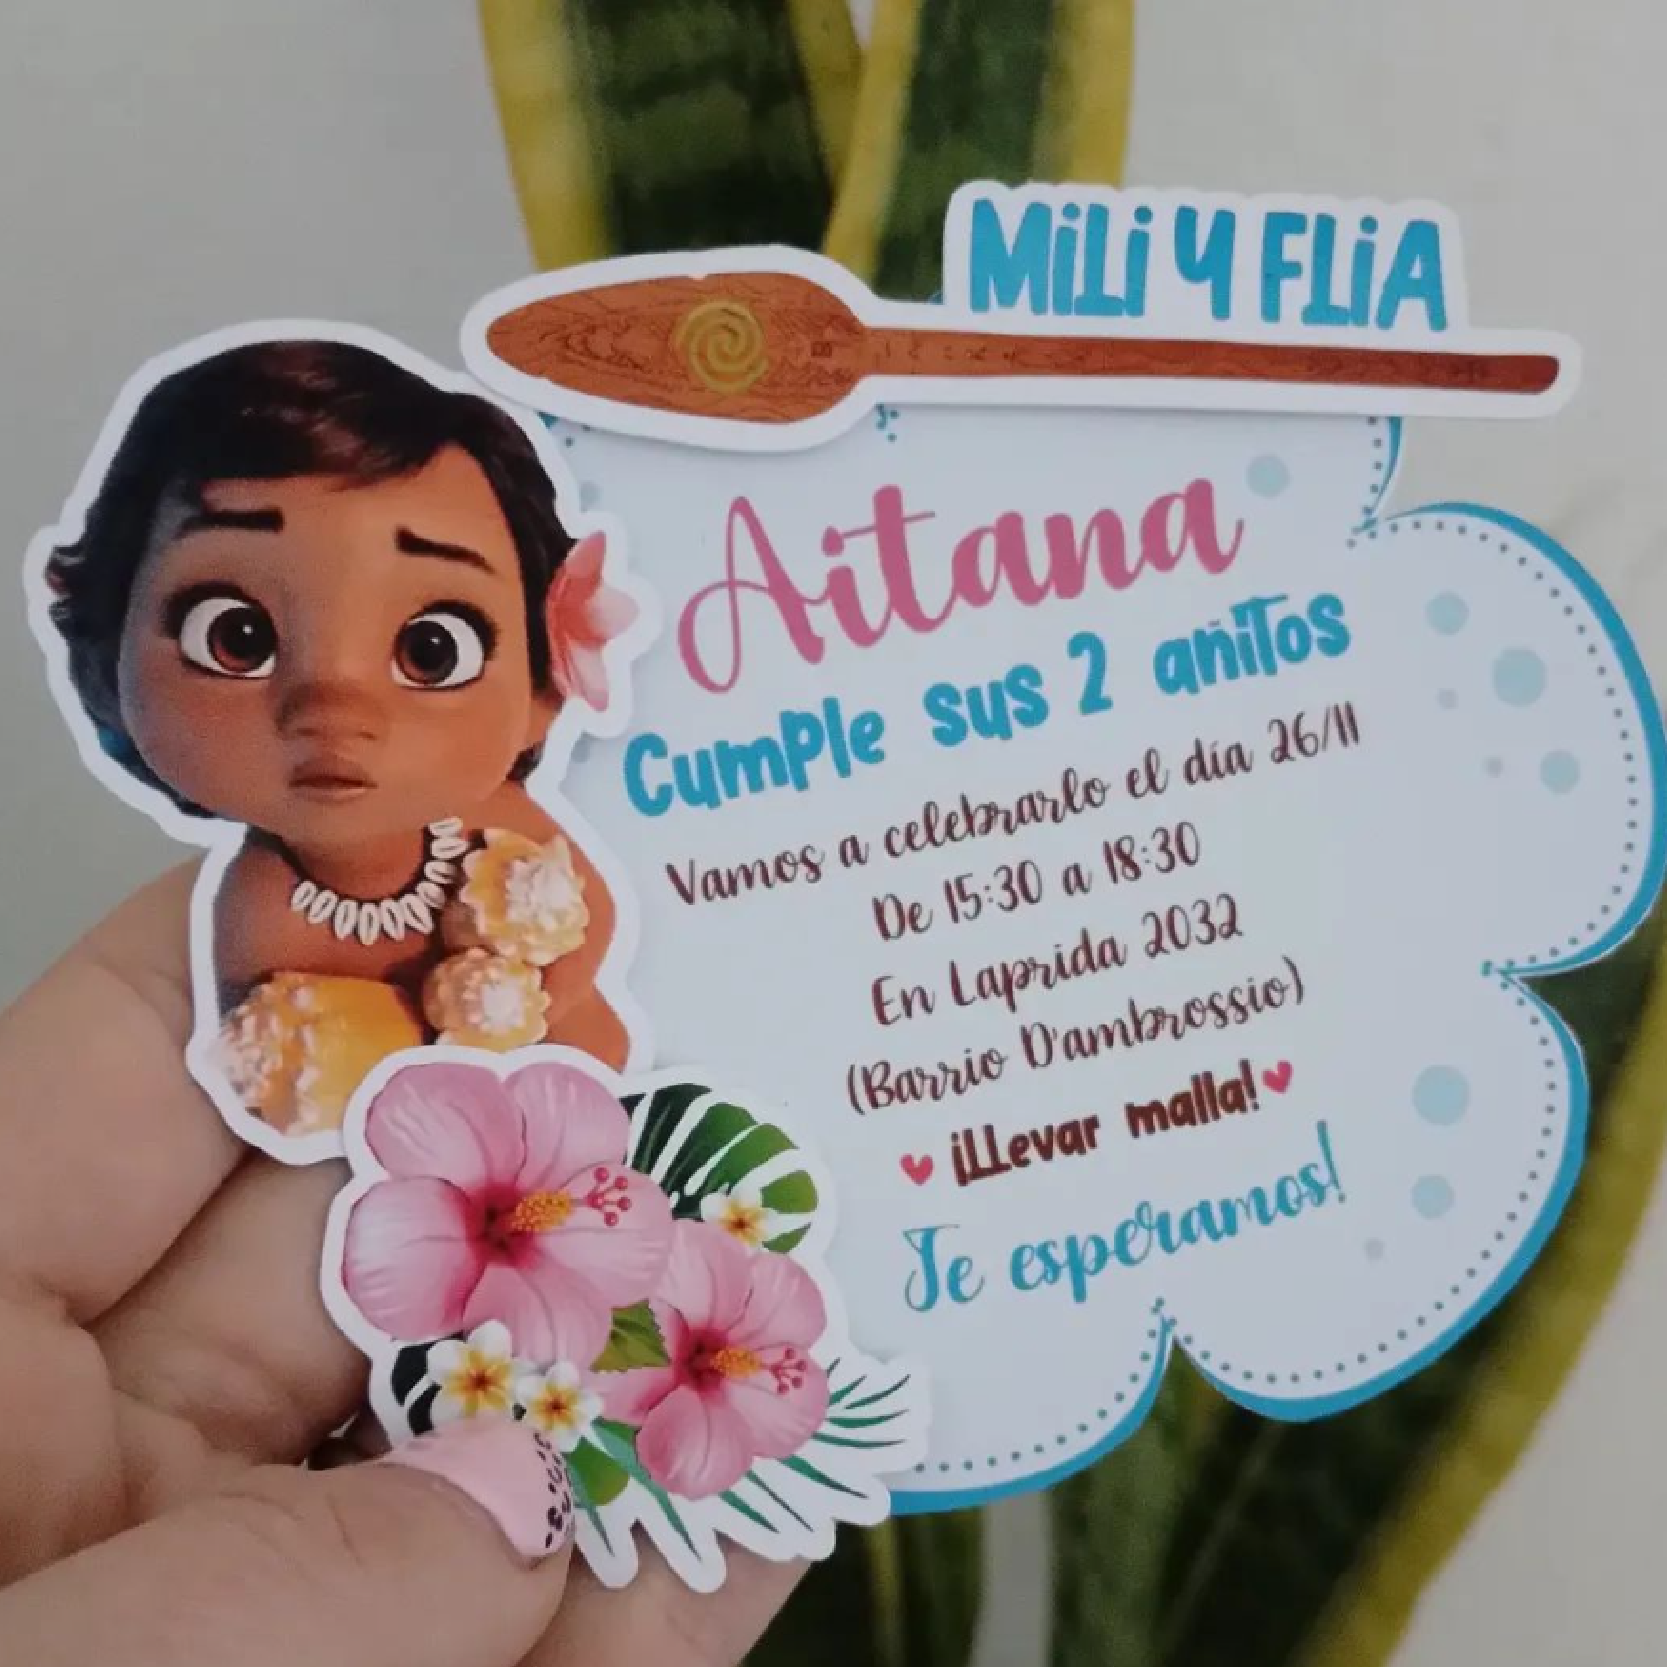 MiLi Y FLiA
Aitana
Cumple sus 2 añitos
Vamos a celebrarlo el día 26/11
De 15:30 a 18:30
En Laprida 2032
(Barrio D'ambrossio)
¡Llevar malla!
Te esperamos!